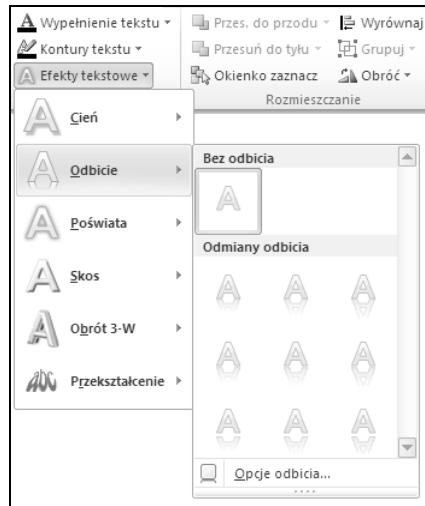 Wypełnienie tekstu
Kontury tekstu
Efekty tekstowe
Przes. do przodu
Przesuń do tyłu
Okienko zaznacz
Wyrównaj
Grupuj
Obróć
Rozmieszczanie
Cień
Odbicie
Poświata
Skos
Obrót 3-W
Przekształcenie
Bez odbicia
Odmiany odbicia
Opcje odbicia...